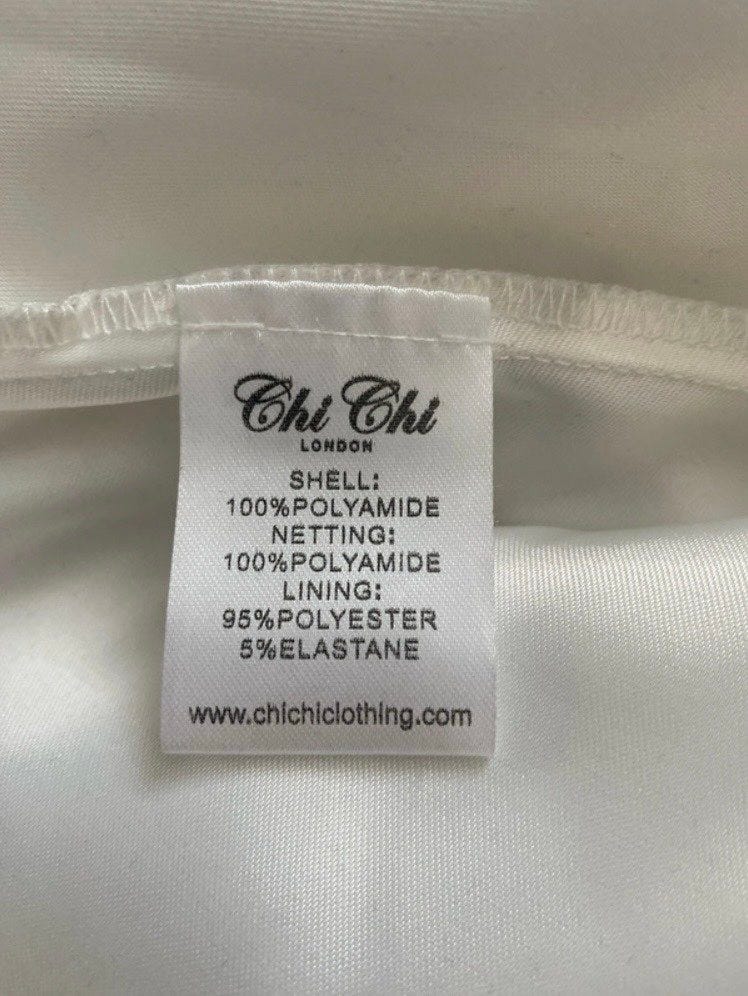 Chi Chi
LONDON
SHELL:
100%POLYAMIDE
NETTING:
100%POLYAMIDE
LINING:
95%POLYESTER
5%ELASTANE
www.chichiclothing.com